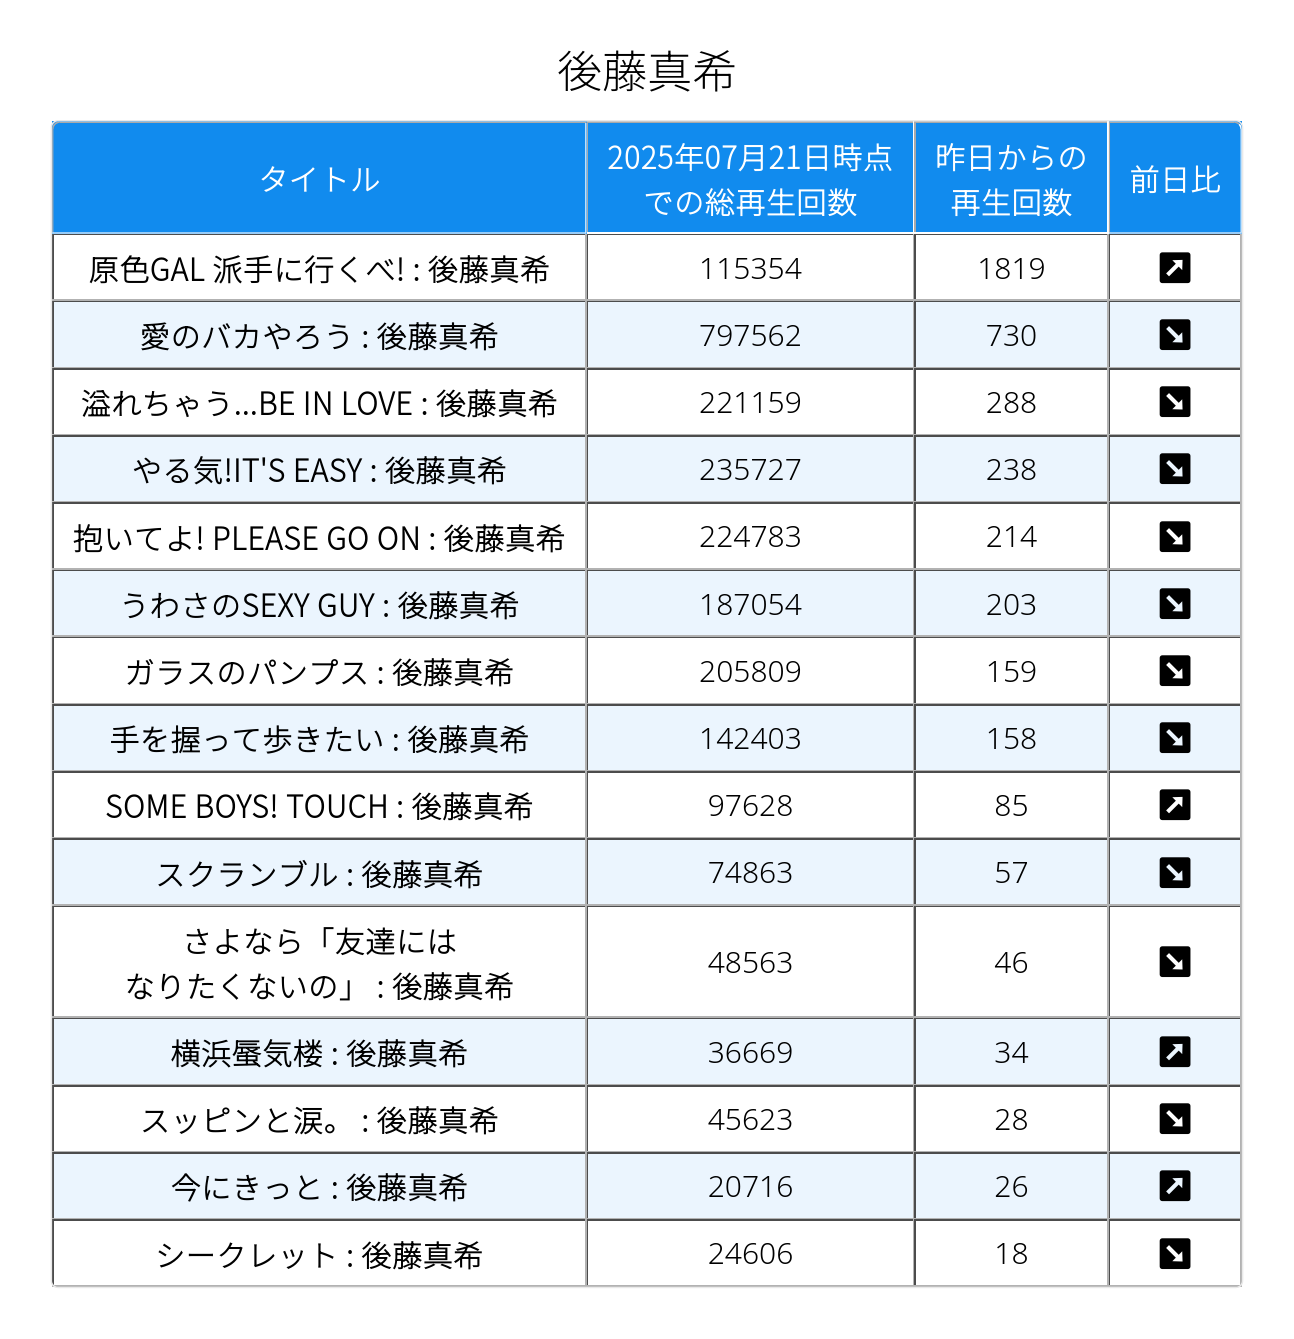 後藤真希
タイトル
2025年07月21日時点
での総再生回数
昨日からの
再生回数
前日比
原色GAL 派手に行くべ! : 後藤真希
115354
1819
愛のバカやろう : 後藤真希
797562
730
溢れちゃう...BE IN LOVE : 後藤真希
221159
288
やる気!IT'S EASY : 後藤真希
235727
238
抱いてよ! PLEASE GO ON : 後藤真希
224783
214
うわさのSEXY GUY : 後藤真希
187054
203
ガラスのパンプス : 後藤真希
205809
159
手を握って歩きたい : 後藤真希
142403
158
SOME BOYS! TOUCH : 後藤真希
97628
85
スクランブル : 後藤真希
74863
57
さよなら「友達には
なりたくないの」 : 後藤真希
48563
46
横浜蜃気楼 : 後藤真希
36669
34
スッピンと涙。 : 後藤真希
45623
28
今にきっと : 後藤真希
20716
26
シークレット : 後藤真希
24606
18